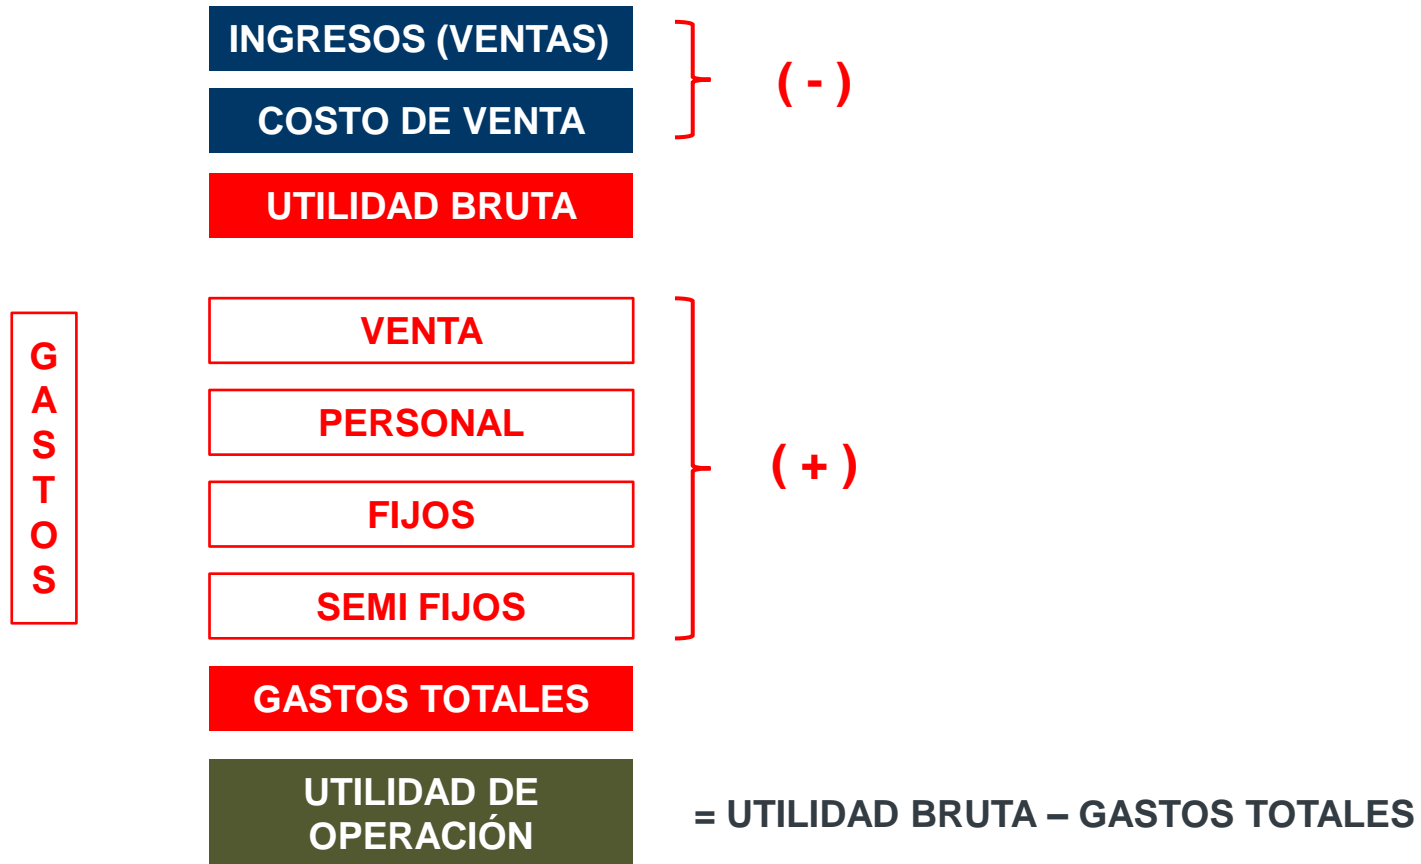 INGRESOS (VENTAS)
( - )
COSTO DE VENTA
UTILIDAD BRUTA
GASTOS
VENTA
PERSONAL
( + )
FIJOS
SEMI FIJOS
GASTOS TOTALES
UTILIDAD DE
OPERACIÓN
= UTILIDAD BRUTA – GASTOS TOTALES